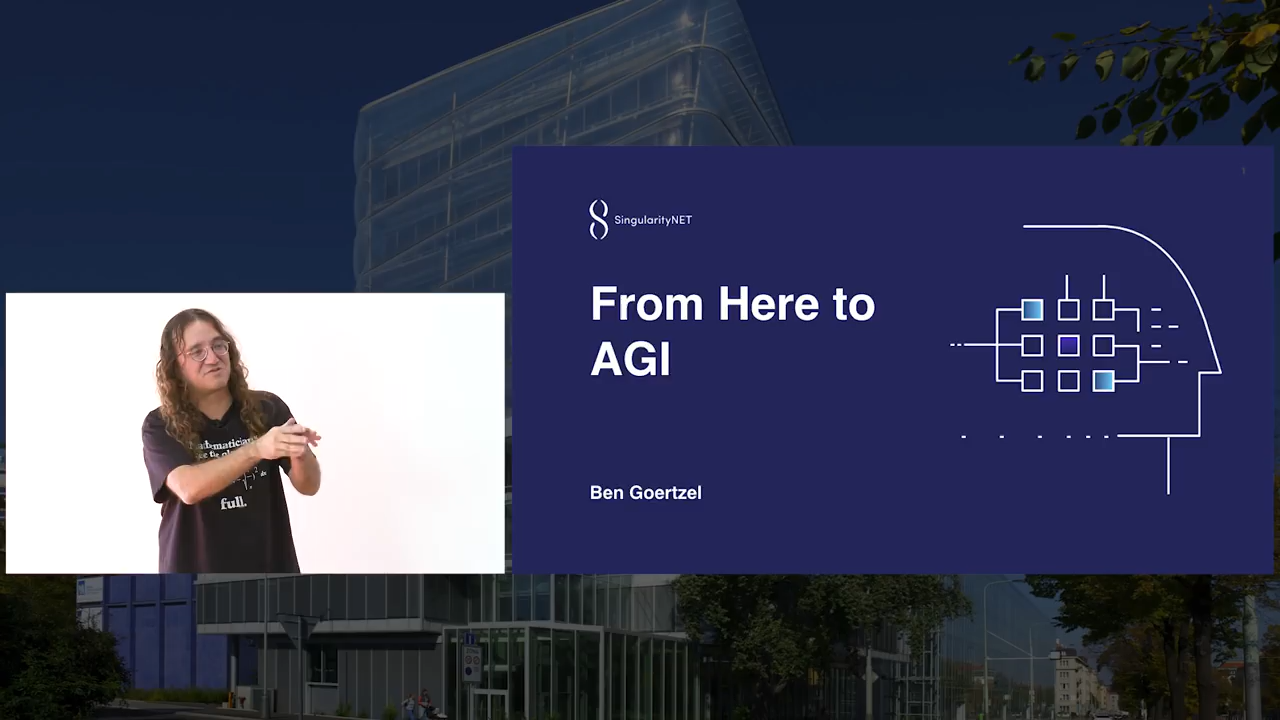 SingularityNET
From Here to
AGI
Ben Goertzel
full.